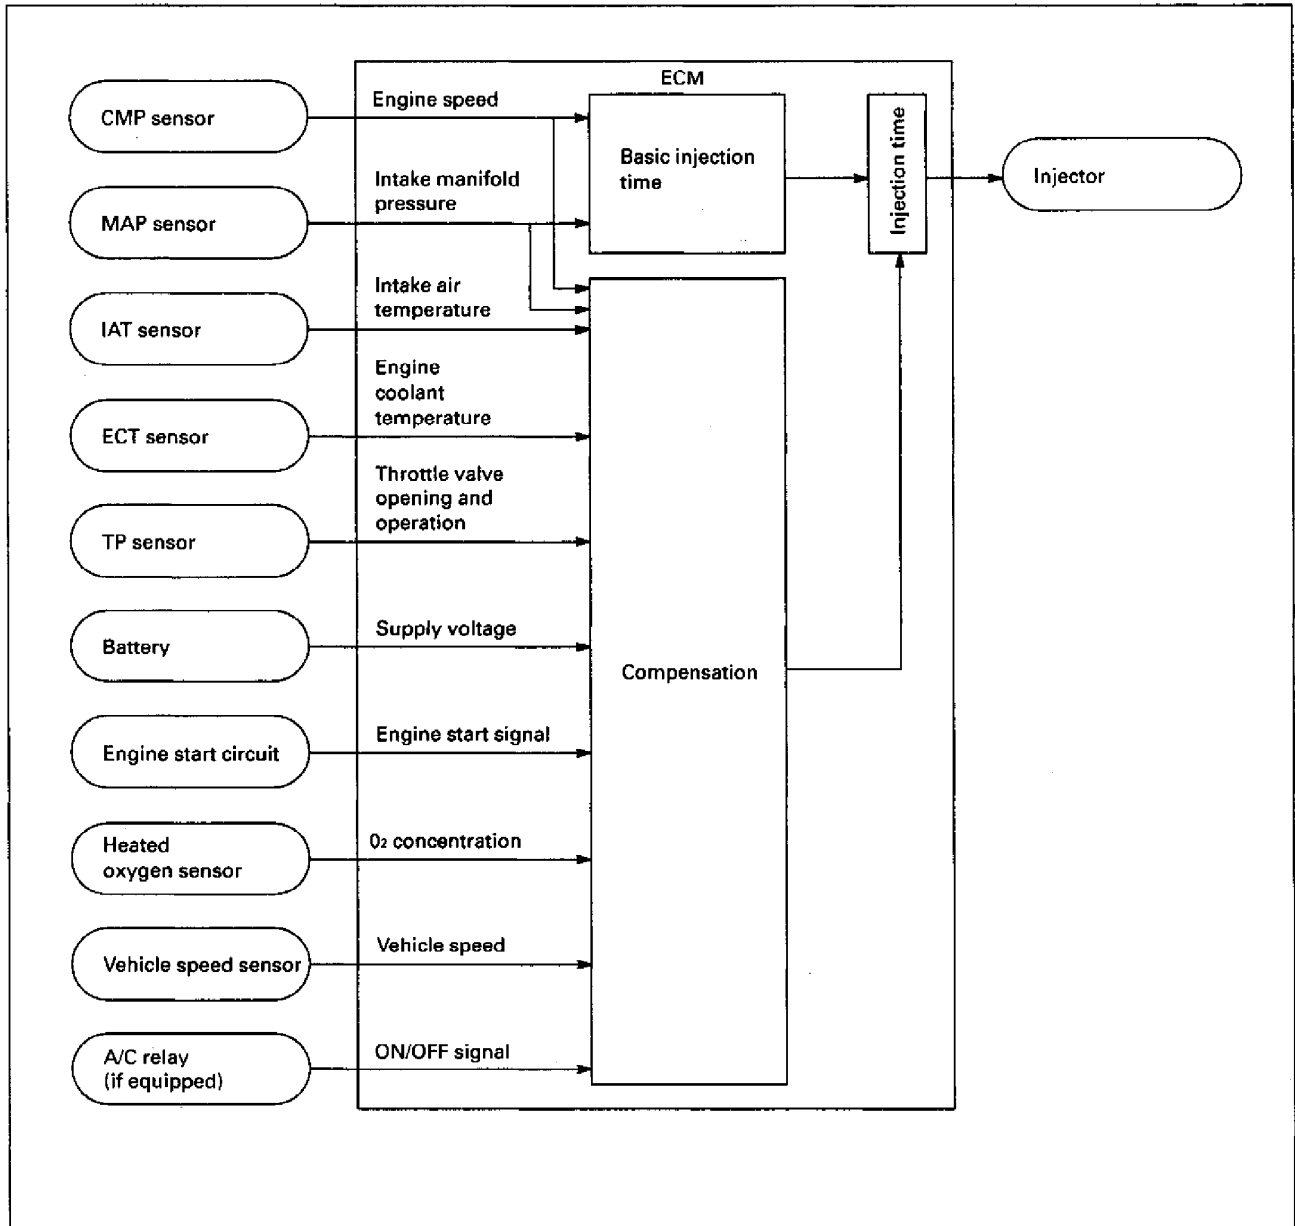 ECM
CMP sensor
Engine speed
Basic injection
time
Injection time
Injector
MAP sensor
Intake manifold
pressure
IAT sensor
Intake air
temperature
ECT sensor
Engine
coolant
temperature
TP sensor
Throttle valve
opening and
operation
Battery
Supply voltage
Compensation
Engine start circuit
Engine start signal
Heated
oxygen sensor
O₂ concentration
Vehicle speed sensor
Vehicle speed
A/C relay
(if equipped)
ON/OFF signal